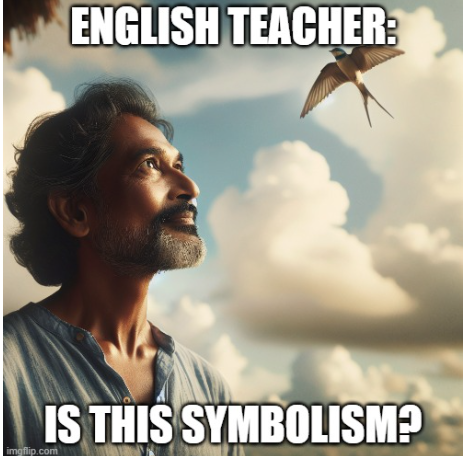 ENGLISH TEACHER:
IS THIS SYMBOLISM?
imgflip.com